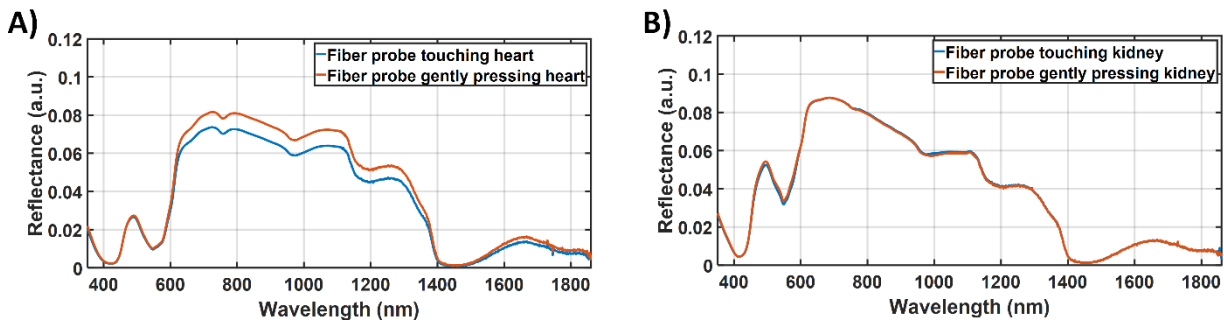 A)
0.12
0.1
0.08
0.06
0.04
0.02
0
Reflectance (a.u.)
Fiber probe touching heart
Fiber probe gently pressing heart
400 600 800 1000 1200 1400 1600 1800
Wavelength (nm)
B)
0.12
0.1
0.08
0.06
0.04
0.02
0
Reflectance (a.u.)
Fiber probe touching kidney
Fiber probe gently pressing kidney
400 600 800 1000 1200 1400 1600 1800
Wavelength (nm)